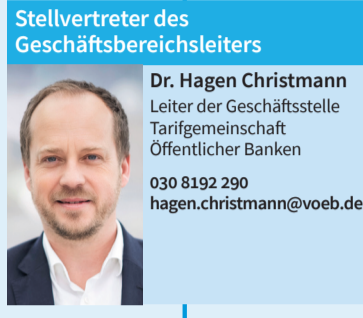 Stellvertreter des
Geschäftsbereichsleiters
Dr. Hagen Christmann
Leiter der Geschäftsstelle
Tarifgemeinschaft
Öffentlicher Banken
030 8192 290
hagen.christmann@voeb.de